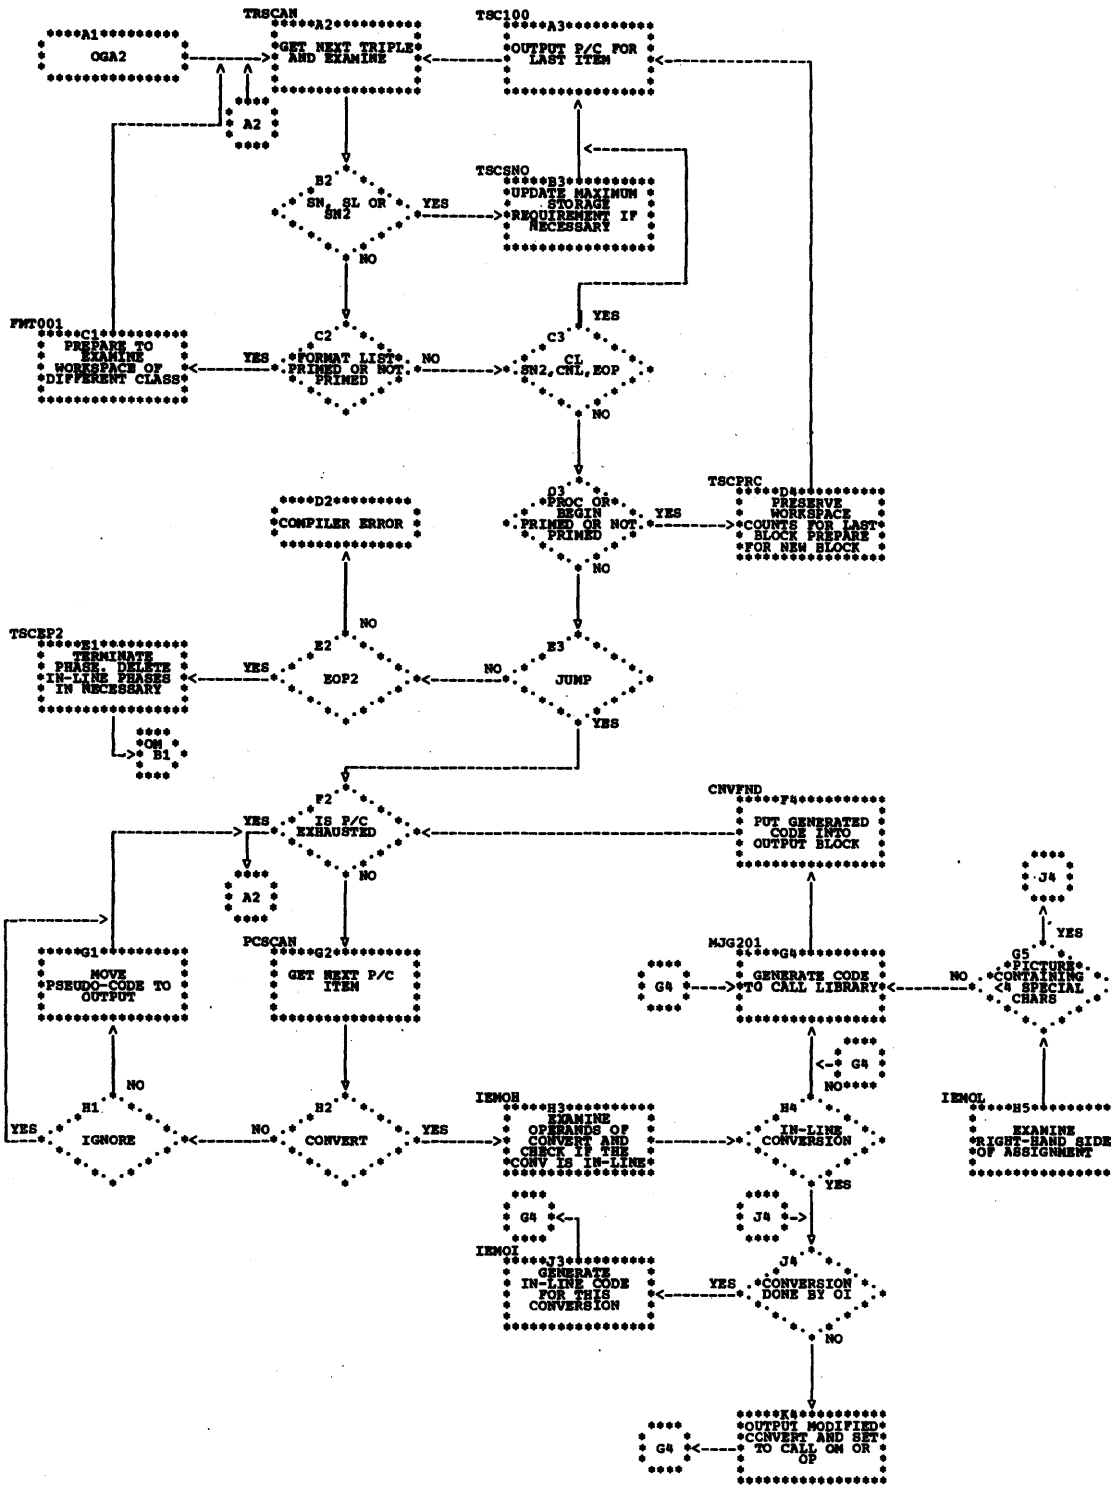 TRSCAN
TSC100
A1
OGA2
A2
GET NEXT TRIPLE
AND EXAMINE
A3
OUTPUT P/C FOR
LAST ITEM
A2
B2
SN, SL OR
SN2
YES
NO
TSCSNO
B3
UPDATE MAXIMUM
STORAGE
REQUIREMENT IF
NECESSARY
FMT001
C1
PREPARE TO
EXAMINE
WORKSPACE OF
DIFFERENT CLASS
YES
C2
FORMAT LIST
PRIMED OR NOT
PRIMED
NO
C3
YES
CL
SN2,CNL,EOP
NO
D2
COMPILER ERROR
D3
PROC OR
BEGIN
PRIMED OR NOT
PRIMED
YES
NO
TSCPRC
D4
PRESERVE
WORKSPACE
COUNTS FOR LAST
BLOCK PREPARE
FOR NEW BLOCK
TSCEP2
E1
TERMINATE
PHASE. DELETE
IN-LINE PHASES
IN NECESSARY
YES
NO
E2
EOP2
NO
E3
JUMP
YES
OM
B1
YES
F2
IS P/C
EXHAUSTED
NO
CNVFND
F4
PUT GENERATED
CODE INTO
OUTPUT BLOCK
A2
J4
G1
MOVE
PSEUDO-CODE TO
OUTPUT
PCSCAN
G2
GET NEXT P/C
ITEM
G4
MJG201
G4
GENERATE CODE
TO CALL LIBRARY
NO
YES
G5
PICTURE
CONTAINING
<4 SPECIAL
CHARS
G4
NO
YES
H1
IGNORE
NO
NO
H2
CONVERT
YES
IEMOH
H3
EXAMINE
OPERANDS OF
CONVERT AND
CHECK IF THE
CONV IS IN-LINE
H4
IN-LINE
CONVERSION
YES
IEMOL
H5
EXAMINE
RIGHT-HAND SIDE
OF ASSIGNMENT
G4
J4
IEMOI
J3
GENERATE
IN-LINE CODE
FOR THIS
CONVERSION
YES
J4
CONVERSION
DONE BY OI
NO
G4
K4
OUTPUT MODIFIED
CONVERT AND SET
TO CALL OM OR
OP